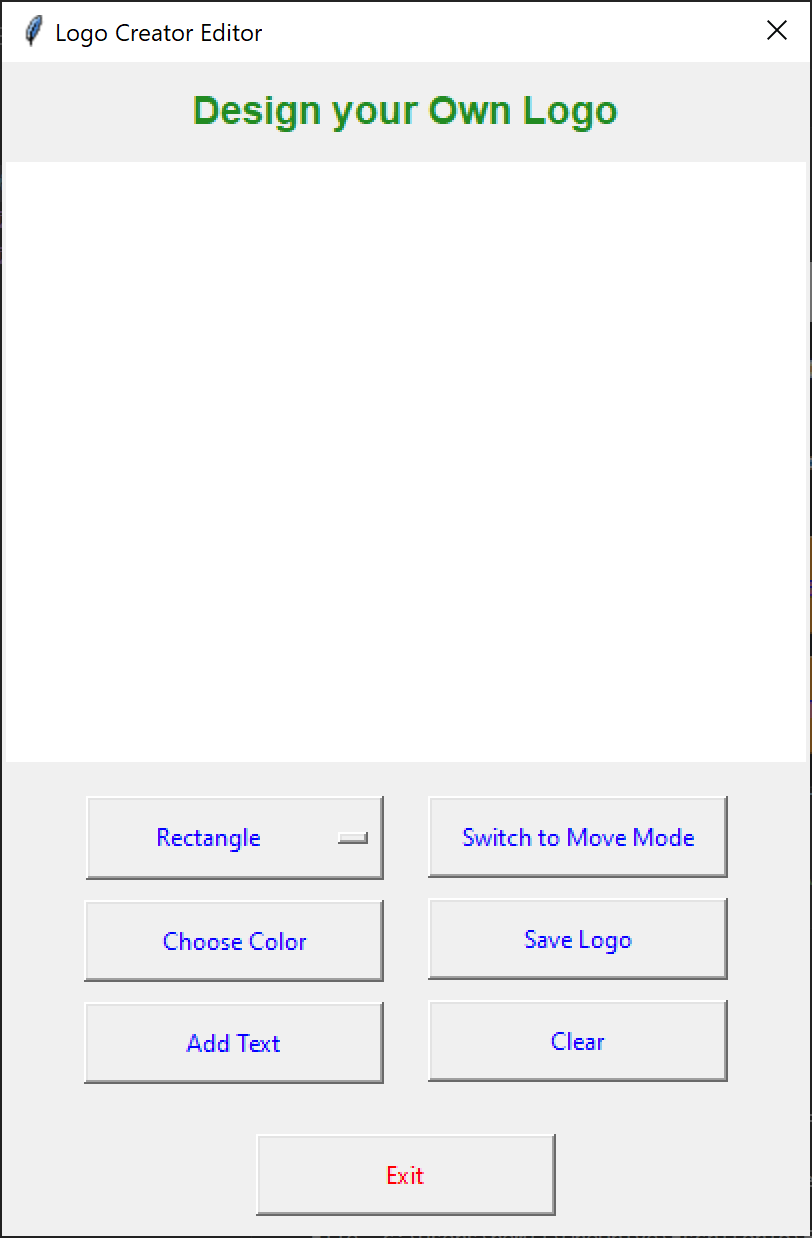 Logo Creator Editor
Design your Own Logo
Rectangle
Switch to Move Mode
Choose Color
Save Logo
Add Text
Clear
Exit